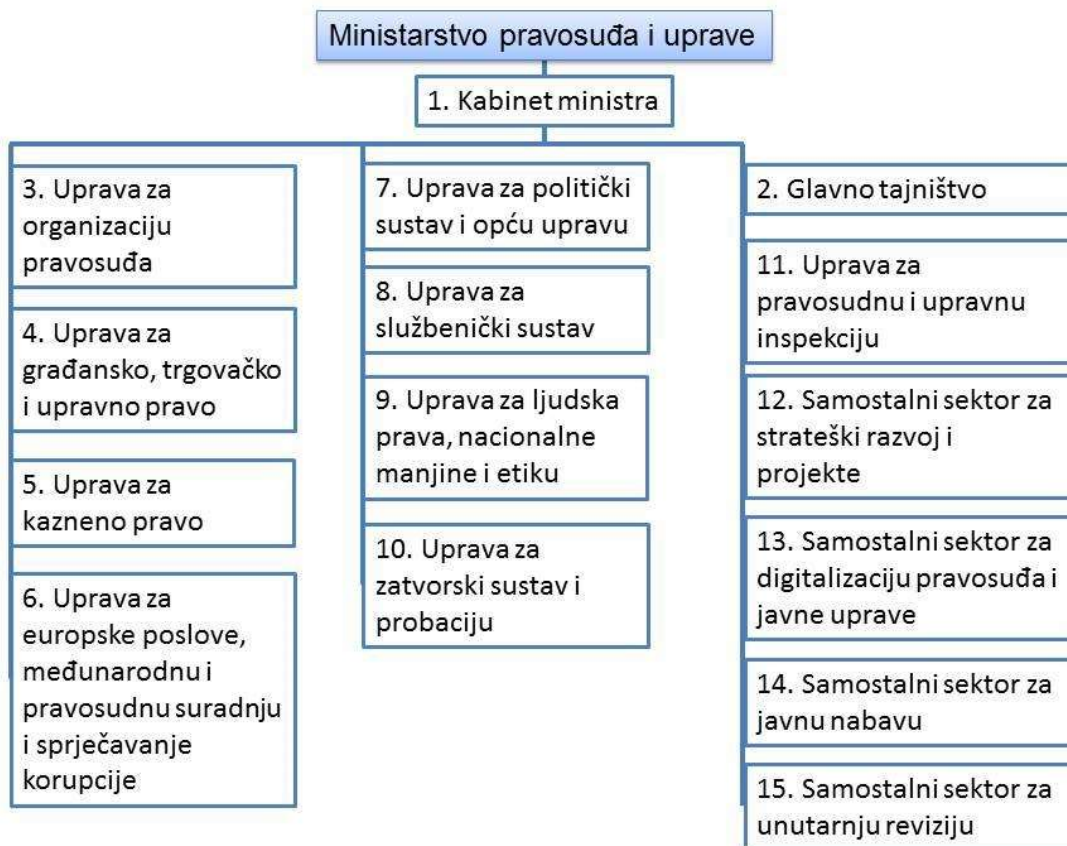 Ministarstvo pravosuđa i uprave
1. Kabinet ministra
3. Uprava za
organizaciju
pravosuđa
4. Uprava za
građansko, trgovačko
i upravno pravo
5. Uprava za
kazneno pravo
6. Uprava za
europske poslove,
međunarodnu i
pravosudnu suradnju
i sprječavanje
korupcije
7. Uprava za politički
sustav i opću upravu
8. Uprava za
službenički sustav
9. Uprava za ljudska
prava, nacionalne
manjine i etiku
10. Uprava za
zatvorski sustav i
probaciju
2. Glavno tajništvo
11. Uprava za
pravosudnu i upravnu
inspekciju
12. Samostalni sektor za
strateški razvoj i
projekte
13. Samostalni sektor za
digitalizaciju pravosuđa i
javne uprave
14. Samostalni sektor za
javnu nabavu
15. Samostalni sektor za
unutarnju reviziju